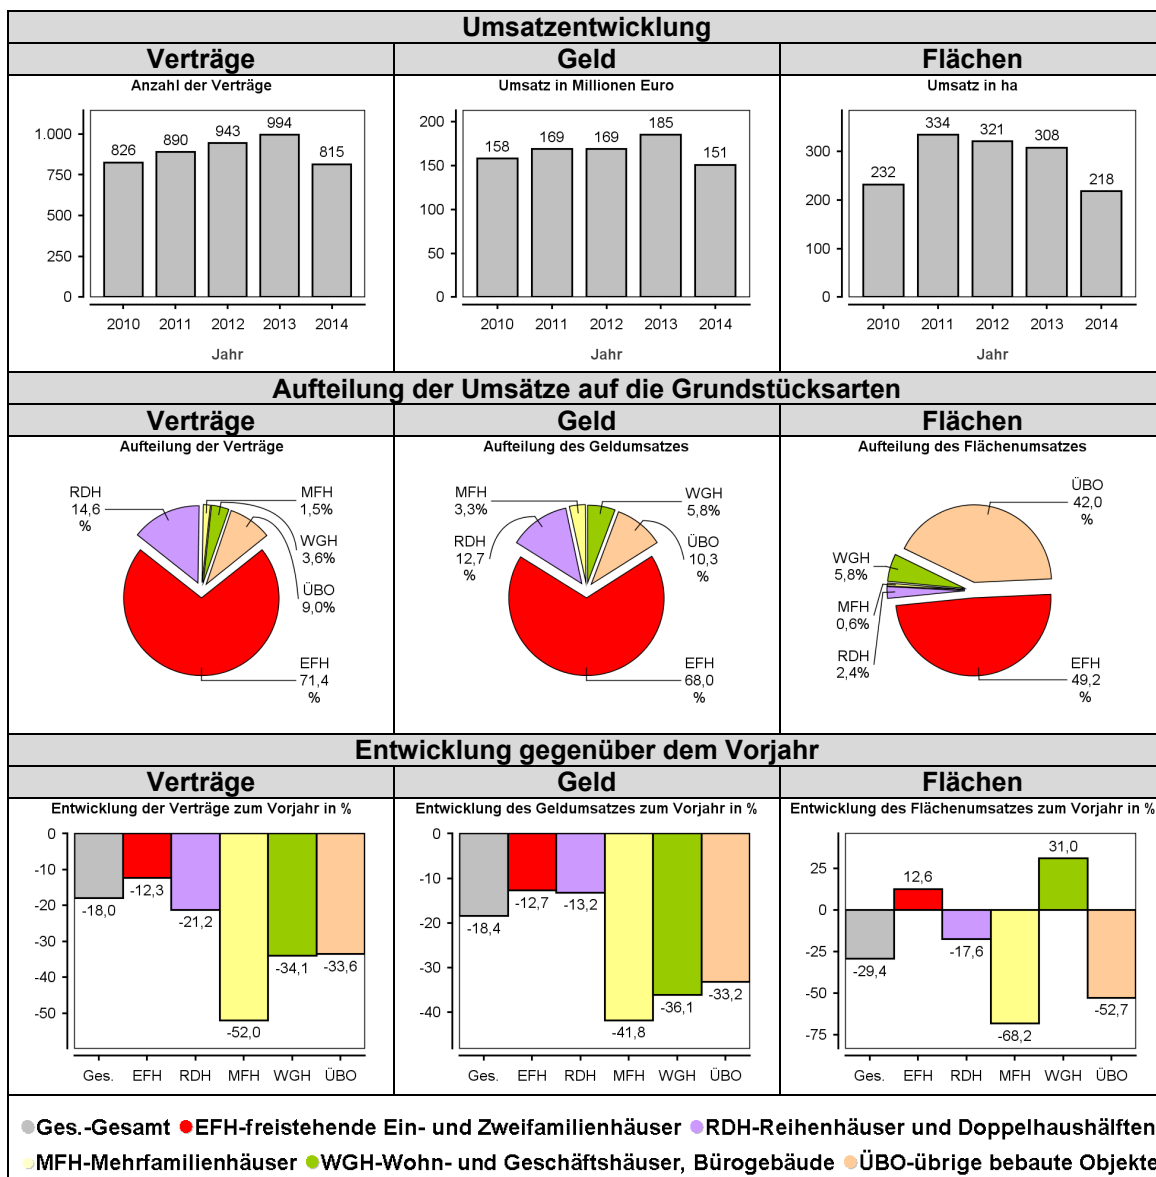 Umsatzentwicklung
Verträge Geld Flächen
Anzahl der Verträge
1.000
750
500
250
0
826 890 943 994 815
2010 2011 2012 2013 2014
Jahr
Umsatz in Millionen Euro
200
150
100
50
0
158 169 169 185 151
2010 2011 2012 2013 2014
Jahr
Umsatz in ha
300
200
100
0
232 334 321 308 218
2010 2011 2012 2013 2014
Jahr
Aufteilung der Umsätze auf die Grundstücksarten
Verträge Geld Flächen
Aufteilung der Verträge
RDH
14,6
%
MFH
1,5%
WGH
3,6%
ÜBO
9,0%
EFH
71,4
%
Aufteilung des Geldumsatzes
MFH
3,3%
RDH
12,7
%
WGH
5,8%
ÜBO
10,3
%
EFH
68,0
%
Aufteilung des Flächenumsatzes
ÜBO
42,0
%
WGH
5,8%
MFH
0,6%
RDH
2,4%
EFH
49,2
%
Entwicklung gegenüber dem Vorjahr
Verträge Geld Flächen
Entwicklung der Verträge zum Vorjahr in %
0
-10
-20
-30
-40
-50
-18,0 -12,3 -21,2 -52,0 -34,1 -33,6
Ges. EFH RDH MFH WGH ÜBO
Entwicklung des Geldumsatzes zum Vorjahr in %
0
-10
-20
-30
-40
-18,4 -12,7 -13,2 -41,8 -36,1 -33,2
Ges. EFH RDH MFH WGH ÜBO
Entwicklung des Flächenumsatzes zum Vorjahr in %
25
0
-25
-50
-75
-29,4 12,6 -17,6 -68,2 31,0 -52,7
Ges. EFH RDH MFH WGH ÜBO
Ges.-Gesamt EFH-freistehende Ein- und Zweifamilienhäuser RDH-Reihenhäuser und Doppelhaushälften
MFH-Mehrfamilienhäuser WGH-Wohn- und Geschäftshäuser, Bürogebäude ÜBO-übrige bebaute Objekte